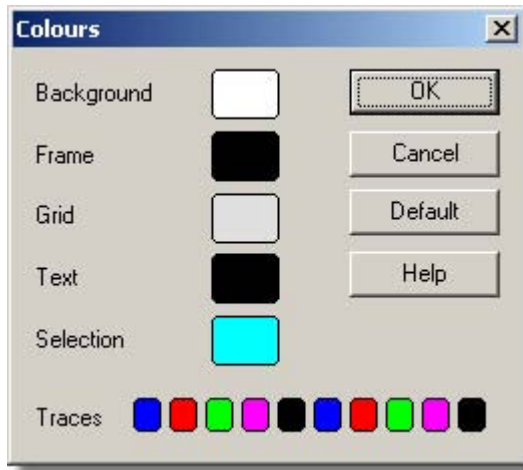 Colours
Background
OK
Frame
Cancel
Grid
Default
Text
Help
Selection
Traces